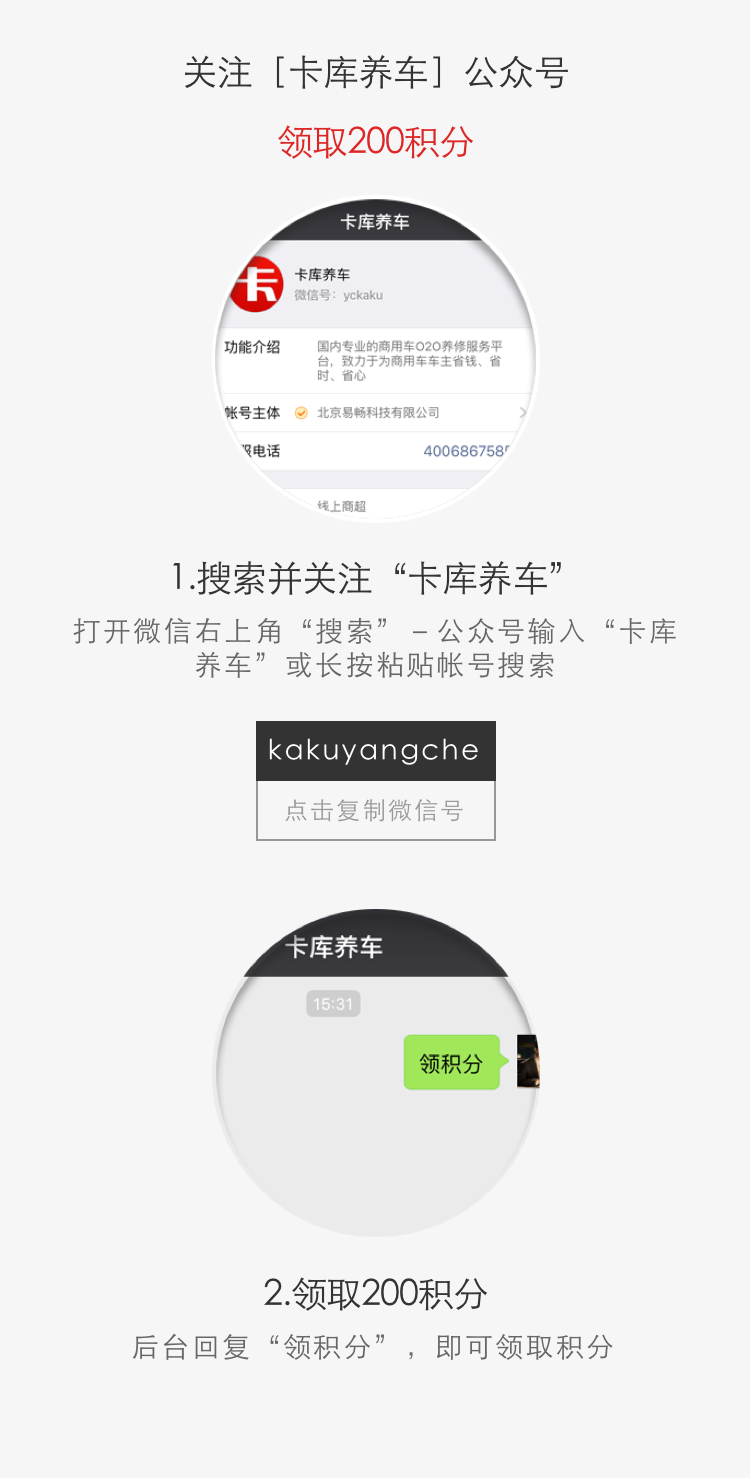 关注［卡库养车］公众号
领取200积分
卡库养车
卡
卡库养车
微信号：yckaku
功能介绍
国内专业的商用车O2O养修服务平
台，致力于为商用车车主省钱、省
时、省心
帐号主体
北京易畅科技有限公司
服电话
400686758
线上商超
1.搜索并关注“卡库养车”
打开微信右上角“搜索” – 公众号输入“卡库
养车”或长按粘贴帐号搜索
kakuyangche
点击复制微信号
卡库养车
15:31
领积分
2.领取200积分
后台回复“领积分”，即可领取积分